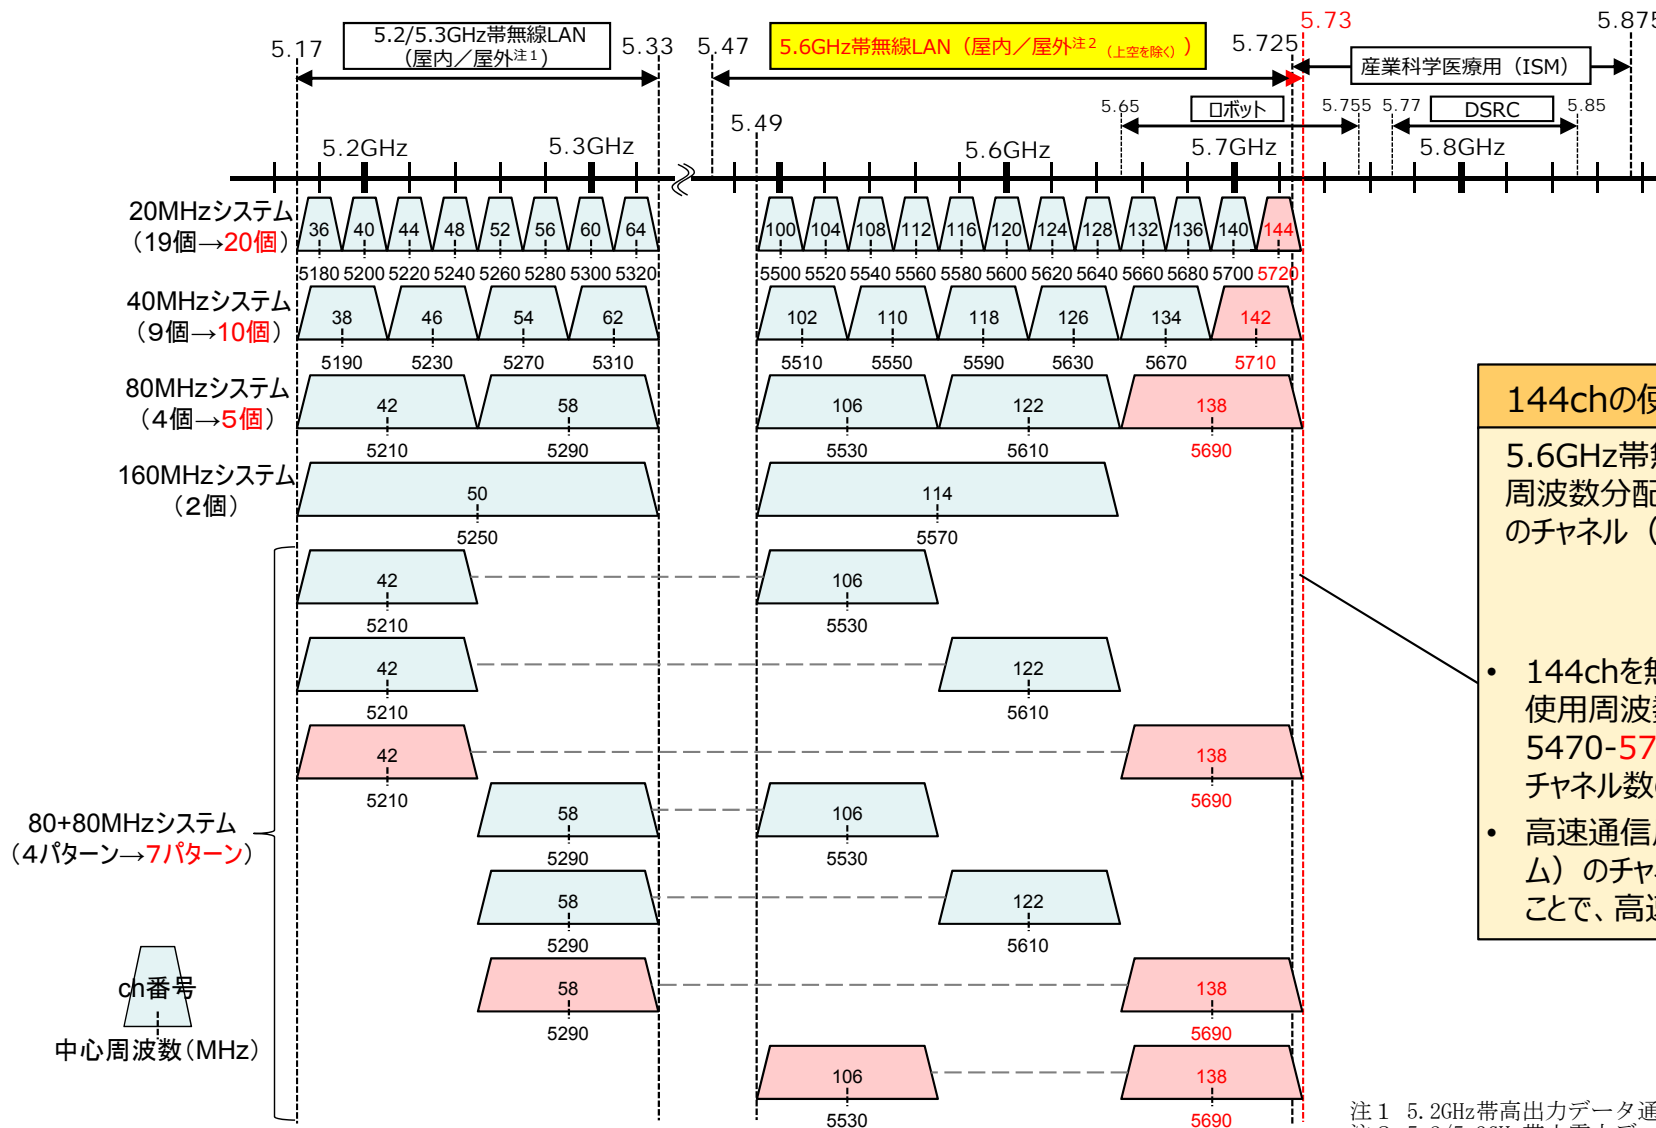 5.17
5.2/5.3GHz帯無線LAN
（屋内／屋外注1）
5.33
5.47
5.6GHz帯無線LAN（屋内／屋外注2（上空を除く））
5.725
5.73
5.875
産業科学医療用（ISM）
5.49
5.65
ロボット
5.755
5.77
DSRC
5.85
5.2GHz
5.3GHz
5.6GHz
5.7GHz
5.8GHz
20MHzシステム
（19個→20個）
36 40 44 48 52 56 60 64 100 104 108 112 116 120 124 128 132 136 140 144
5180 5200 5220 5240 5260 5280 5300 5320 5500 5520 5540 5560 5580 5600 5620 5640 5660 5680 5700 5720
40MHzシステム
（９個→10個）
38 46 54 62 102 110 118 126 134 142
5190 5230 5270 5310 5510 5550 5590 5630 5670 5710
80MHzシステム
（４個→5個）
42 58 106 122 138
5210 5290 5530 5610 5690
160MHzシステム
（２個）
50 114
5250 5570
80+80MHzシステム
（４パターン→7パターン）
42 106
5210 5530
42 122
5210 5610
42 138
5210 5690
58 106
5290 5530
58 122
5290 5610
58 138
5290 5690
106 138
5530 5690
ch番号
中心周波数（MHz）
144chの使
5.6GHz帯無
周波数分配
のチャネル（
• 144chを無
使用周波数
5470-57
チャネル数の
• 高速通信
ム）のチャネ
ことで、高速
注１ 5.2GHz帯高出力データ通